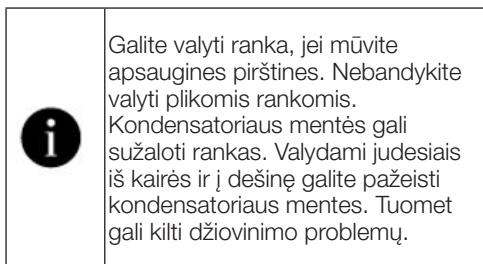 Galite valyti ranka, jei mūvite
apsaugines pirštines. Nebandykite
valyti plikomis rankomis.
Kondensatoriaus mentės gali
sužaloti rankas. Valydami judesiais
iš kairės ir į dešinę galite pažeisti
kondensatoriaus mentes. Tuomet
gali kilti džiovinimo problemų.